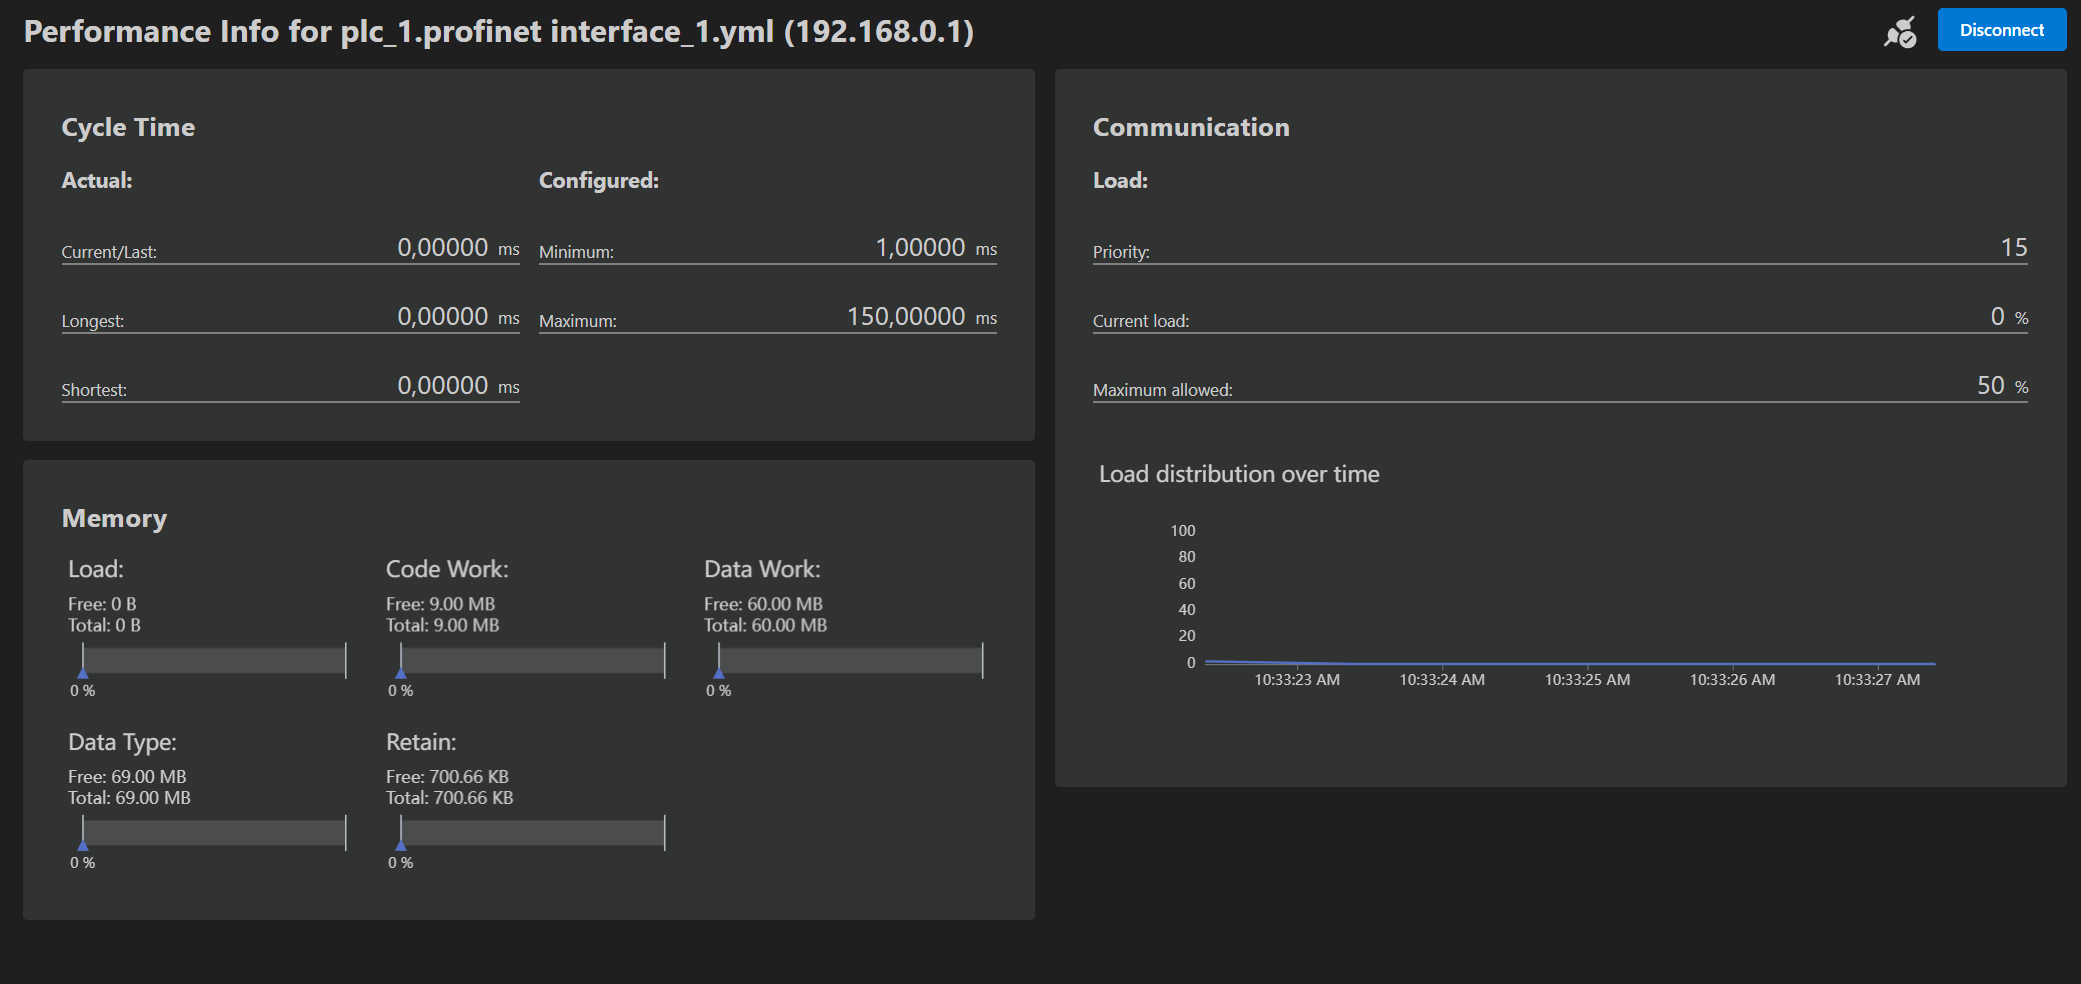 Performance Info for plc_1.profinet interface_1.yml (192.168.0.1)
Disconnect
Cycle Time
Actual:
Configured:
Current/Last: 0,00000 ms
Minimum: 1,00000 ms
Longest: 0,00000 ms
Maximum: 150,00000 ms
Shortest: 0,00000 ms
Memory
Load:
Free: 0 B
Total: 0 B
0 %
Code Work:
Free: 9.00 MB
Total: 9.00 MB
0 %
Data Work:
Free: 60.00 MB
Total: 60.00 MB
0 %
Data Type:
Free: 69.00 MB
Total: 69.00 MB
0 %
Retain:
Free: 700.66 KB
Total: 700.66 KB
0 %
Communication
Load:
Priority: 15
Current load: 0 %
Maximum allowed: 50 %
Load distribution over time
100
80
60
40
20
0
10:33:23 AM 10:33:24 AM 10:33:25 AM 10:33:26 AM 10:33:27 AM